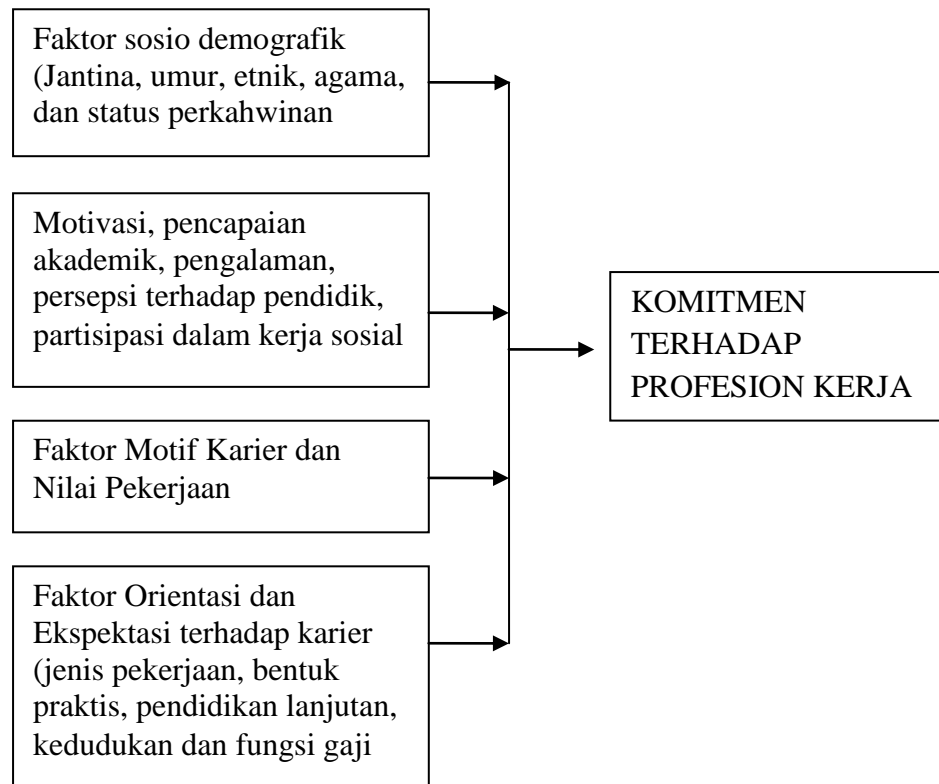 Faktor sosio demografik
(Jantina, umur, etnik, agama,
dan status perkahwinan
Motivasi, pencapaian
akademik, pengalaman,
persepsi terhadap pendidik,
partisipasi dalam kerja sosial
Faktor Motif Karier dan
Nilai Pekerjaan
Faktor Orientasi dan
Ekspektasi terhadap karier
(jenis pekerjaan, bentuk
praktis, pendidikan lanjutan,
kedudukan dan fungsi gaji
KOMITMEN
TERHADAP
PROFESION KERJA